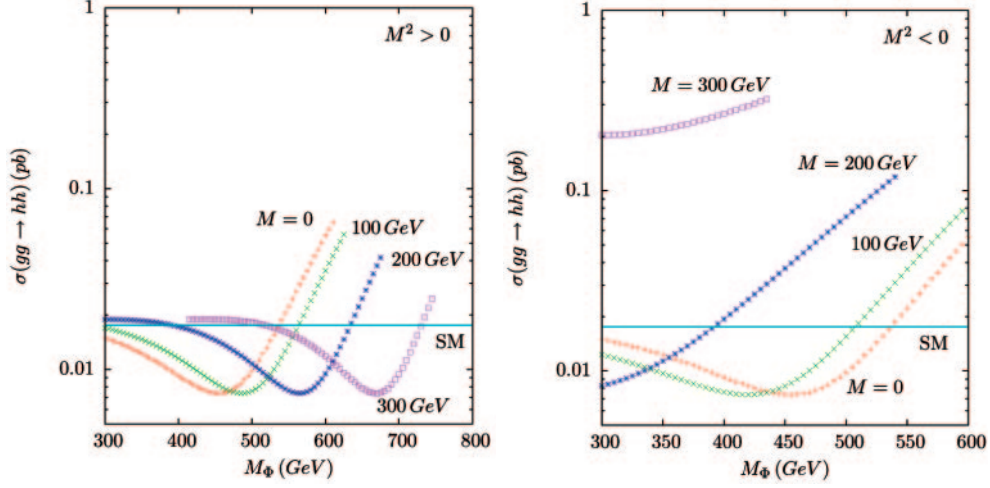 M² > 0
1
0.1
0.01
σ(gg → hh) (pb)
M = 0
100 GeV
200 GeV
SM
300 GeV
300 400 500 600 700 800
M_Φ (GeV)
M² < 0
1
0.1
0.01
σ(gg → hh) (pb)
M = 300 GeV
M = 200 GeV
100 GeV
SM
M = 0
300 350 400 450 500 550 600
M_Φ (GeV)